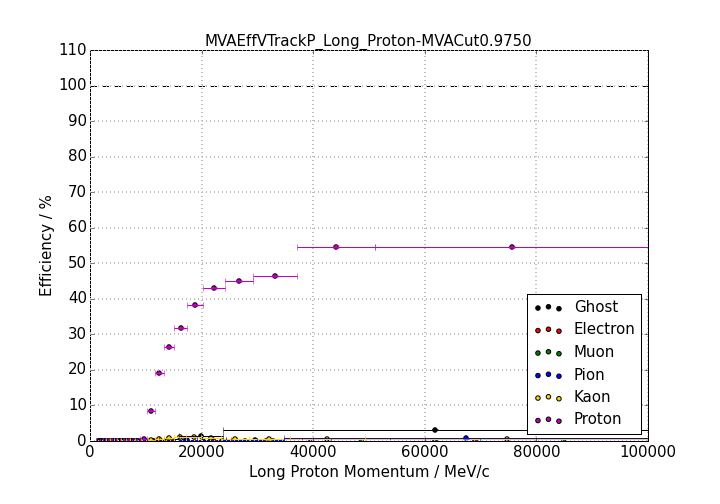 MVAEffVTrackP_Long_Proton-MVACut0.9750
110
100
90
80
70
60
50
40
30
20
10
0
Efficiency / %
Ghost
Electron
Muon
Pion
Kaon
Proton
0 20000 40000 60000 80000 100000
Long Proton Momentum / MeV/c